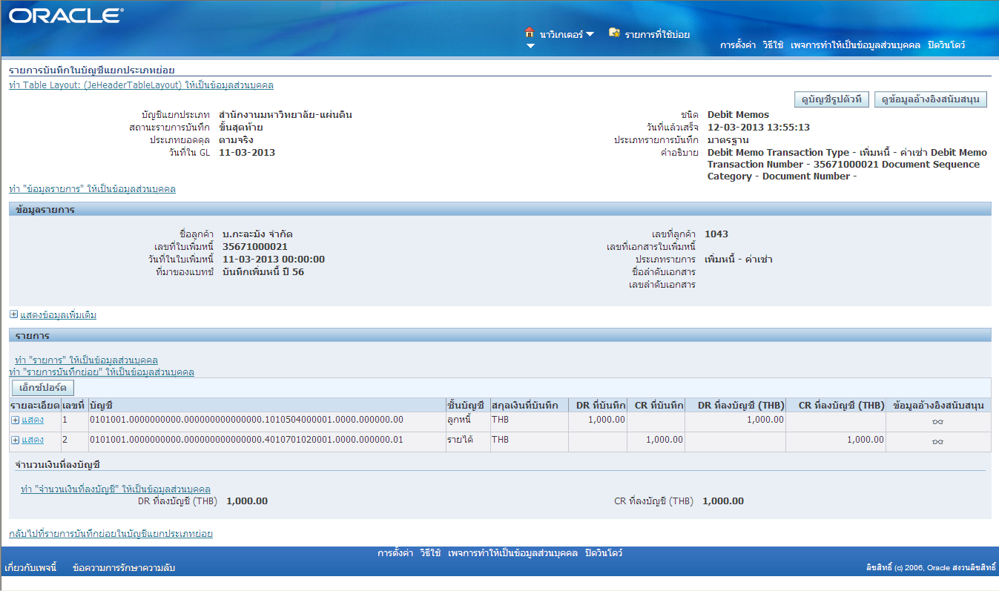 ORACLE®
นาวิเกเตอร์ รายการที่ใช้บ่อย
การตั้งค่า วิธีใช้ เพจการทำให้เป็นข้อมูลส่วนบุคคล ปิดวินโดว์
รายการบันทึกในบัญชีแยกประเภทย่อย
ทำ Table Layout: (JeHeaderTableLayout) ให้เป็นข้อมูลส่วนบุคคล
ดูบัญชีรูปตัวที ดูข้อมูลอ้างอิงสนับสนุน
บัญชีแยกประเภท สำนักงานมหาวิทยาลัย-แผ่นดิน ชนิด Debit Memos
สถานะรายการบันทึก ขั้นสุดท้าย วันที่แล้วเสร็จ 12-03-2013 13:55:13
ประเภทยอดดุล ตามจริง ประเภทรายการบันทึก มาตรฐาน
วันที่ใน GL 11-03-2013 คำอธิบาย Debit Memo Transaction Type - เพิ่มหนี้ - ค่าเช่า Debit Memo
Transaction Number - 35671000021 Document Sequence
Category - Document Number -
ทำ "ข้อมูลรายการ" ให้เป็นข้อมูลส่วนบุคคล
ข้อมูลรายการ
ชื่อลูกค้า บ.กะละมัง จำกัด เลขที่ลูกค้า 1043
เลขที่ใบเพิ่มหนี้ 35671000021 เลขที่เอกสารใบเพิ่มหนี้
วันที่ในใบเพิ่มหนี้ 11-03-2013 00:00:00 ประเภทรายการ เพิ่มหนี้ - ค่าเช่า
ที่มาของแบทช์ บันทึกเพิ่มหนี้ ปี 56 ชื่อลำดับเอกสาร
เลขลำดับเอกสาร
แสดงข้อมูลเพิ่มเติม
รายการ
ทำ "รายการ" ให้เป็นข้อมูลส่วนบุคคล
ทำ "รายการบันทึกย่อย" ให้เป็นข้อมูลส่วนบุคคล
เอ็กซ์ปอร์ต
รายละเอียด เลขที่ บัญชี ชั้นบัญชี สกุลเงินที่บันทึก DR ที่บันทึก CR ที่บันทึก DR ที่ลงบัญชี (THB) CR ที่ลงบัญชี (THB) ข้อมูลอ้างอิงสนับสนุน
แสดง 1 0101001.0000000000.000000000000000.1010504000001.0000.000000.00 ลูกหนี้ THB 1,000.00 1,000.00
แสดง 2 0101001.0000000000.000000000000000.4010701020001.0000.000000.01 รายได้ THB 1,000.00 1,000.00
จำนวนเงินที่ลงบัญชี
ทำ "จำนวนเงินที่ลงบัญชี" ให้เป็นข้อมูลส่วนบุคคล
DR ที่ลงบัญชี (THB) 1,000.00 CR ที่ลงบัญชี (THB) 1,000.00
กลับไปที่รายการบันทึกย่อยในบัญชีแยกประเภทย่อย
การตั้งค่า วิธีใช้ เพจการทำให้เป็นข้อมูลส่วนบุคคล ปิดวินโดว์
เกี่ยวกับเพจนี้ ข้อความการรักษาความลับ ลิขสิทธิ์ (c) 2006, Oracle สงวนลิขสิทธิ์